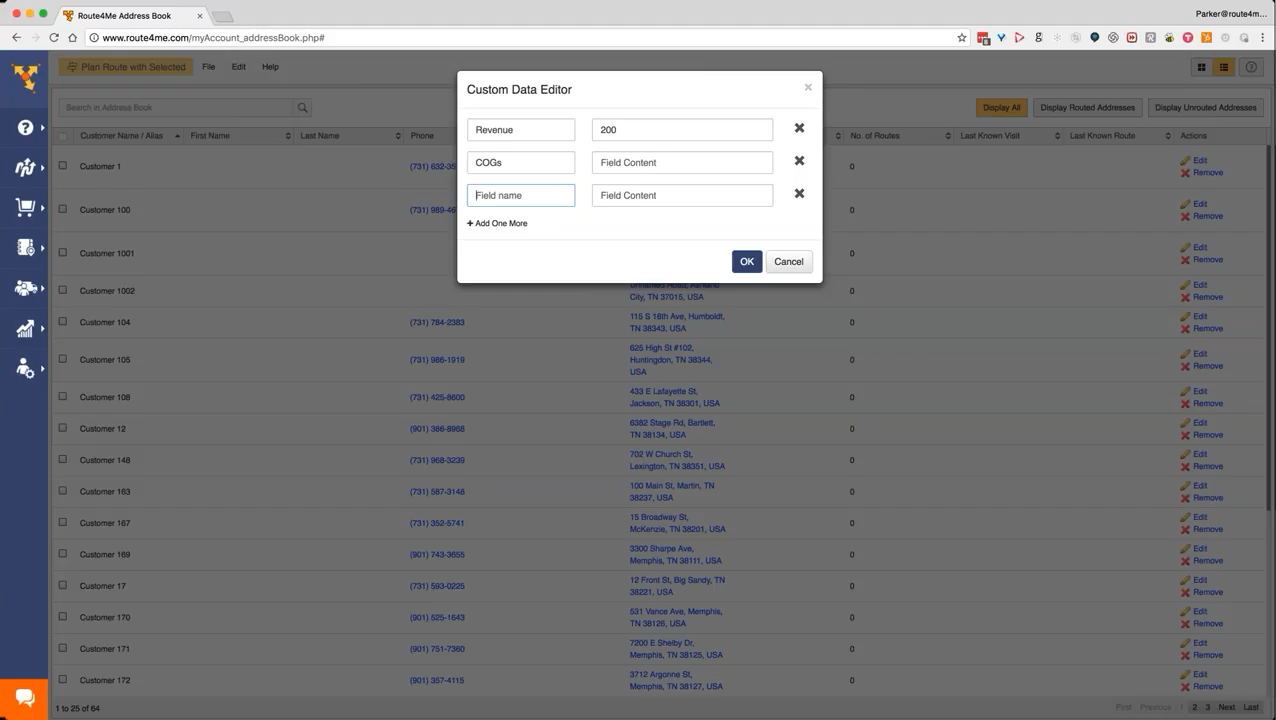 Route4Me Address Book
Parker@route4m...
www.route4me.com/myAccount_addressBook.php#
Plan Route with Selected File Edit Help
Search in Address Book
Display All Display Routed Addresses Display Unrouted Addresses
Customer Name / Alias First Name Last Name Phone No. of Routes Last Known Visit Last Known Route Actions
Custom Data Editor ×
Revenue 200
COGs Field Content
Field name Field Content
+ Add One More
OK Cancel
Customer 1 (731) 632-35 0 Edit
Remove
Customer 100 (731) 989-46 0 Edit
Remove
Customer 1001 0 Edit
Remove
Customer 1002 City, TN 37015, USA 0 Edit
Remove
Customer 104 (731) 784-2383 115 S 16th Ave, Humboldt, 0 Edit
TN 38343, USA Remove
Customer 105 (731) 986-1919 625 High St #102, 0 Edit
Huntingdon, TN 38344, Remove
USA
Customer 108 (731) 425-8600 433 E Lafayette St, 0 Edit
Jackson, TN 38301, USA Remove
Customer 12 (901) 386-8968 6382 Stage Rd, Bartlett, 0 Edit
TN 38134, USA Remove
Customer 148 (731) 968-3239 702 W Church St, 0 Edit
Lexington, TN 38351, USA Remove
Customer 163 (731) 587-3148 100 Main St, Martin, TN 0 Edit
38237, USA Remove
Customer 167 (731) 352-5741 15 Broadway St, 0 Edit
McKenzie, TN 38201, USA Remove
Customer 169 (901) 743-3655 3300 Sharpe Ave, 0 Edit
Memphis, TN 38111, USA Remove
Customer 17 (731) 593-0225 12 Front St, Big Sandy, TN 0 Edit
38221, USA Remove
Customer 170 (901) 525-1643 531 Vance Ave, Memphis, 0 Edit
TN 38126, USA Remove
Customer 171 (901) 751-7360 7200 E Shelby Dr, 0 Edit
Memphis, TN 38125, USA Remove
Customer 172 (901) 357-4115 3712 Argonne St, 0 Edit
Memphis, TN 38127, USA Remove
1 to 25 of 64 First Previous 1 2 3 Next Last